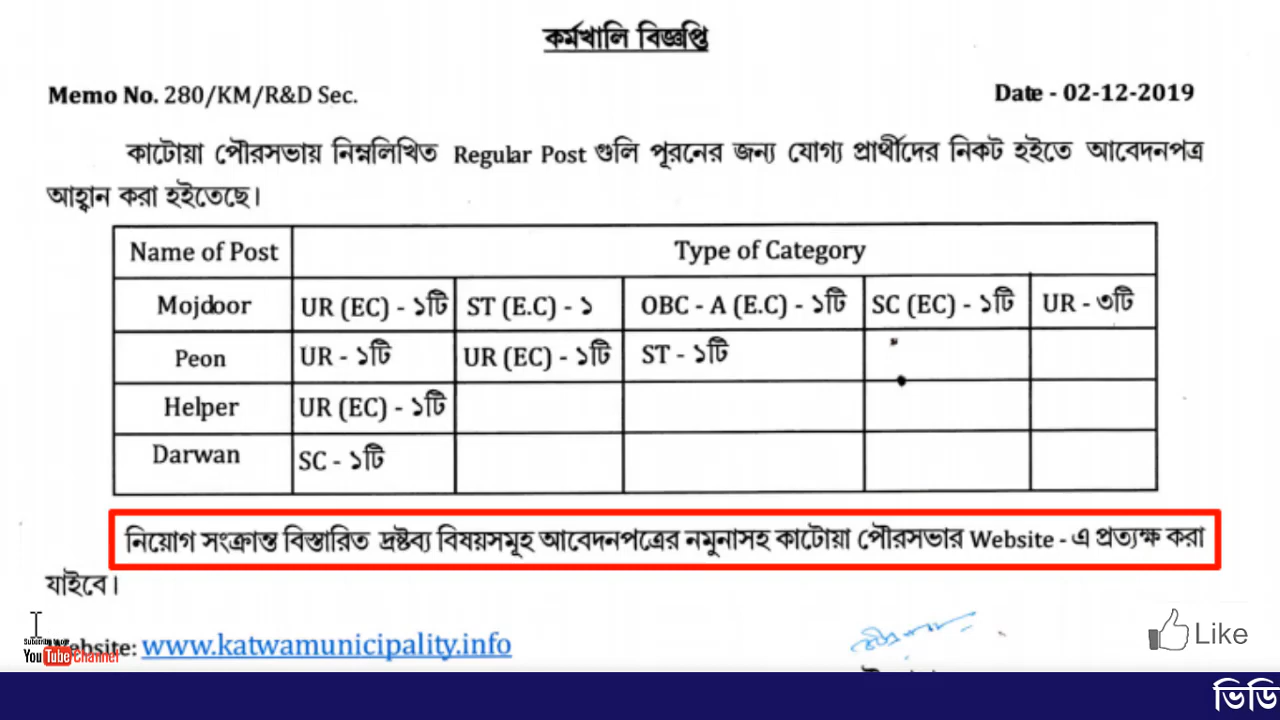 কর্মখালি বিজ্ঞপ্তি
Memo No. 280/KM/R&D Sec.
Date - 02-12-2019
কাটোয়া পৌরসভায় নিম্নলিখিত Regular Post গুলি পূরনের জন্য যোগ্য প্রার্থীদের নিকট হইতে আবেদনপত্র
আহ্বান করা হইতেছে।
Name of Post Type of Category
Mojdoor UR (EC) - ১টি ST (E.C) - ১ OBC - A (E.C) - ১টি SC (EC) - ১টি UR - ৩টি
Peon UR - ১টি UR (EC) - ১টি ST - ১টি
Helper UR (EC) - ১টি
Darwan SC - ১টি
নিয়োগ সংক্রান্ত বিস্তারিত দ্রষ্টব্য বিষয়সমূহ আবেদনপত্রের নমুনাসহ কাটোয়া পৌরসভার Website - এ প্রত্যক্ষ করা
যাইবে।
Website: www.katwamunicipality.info
YouTube Channel
Like
ভিডি